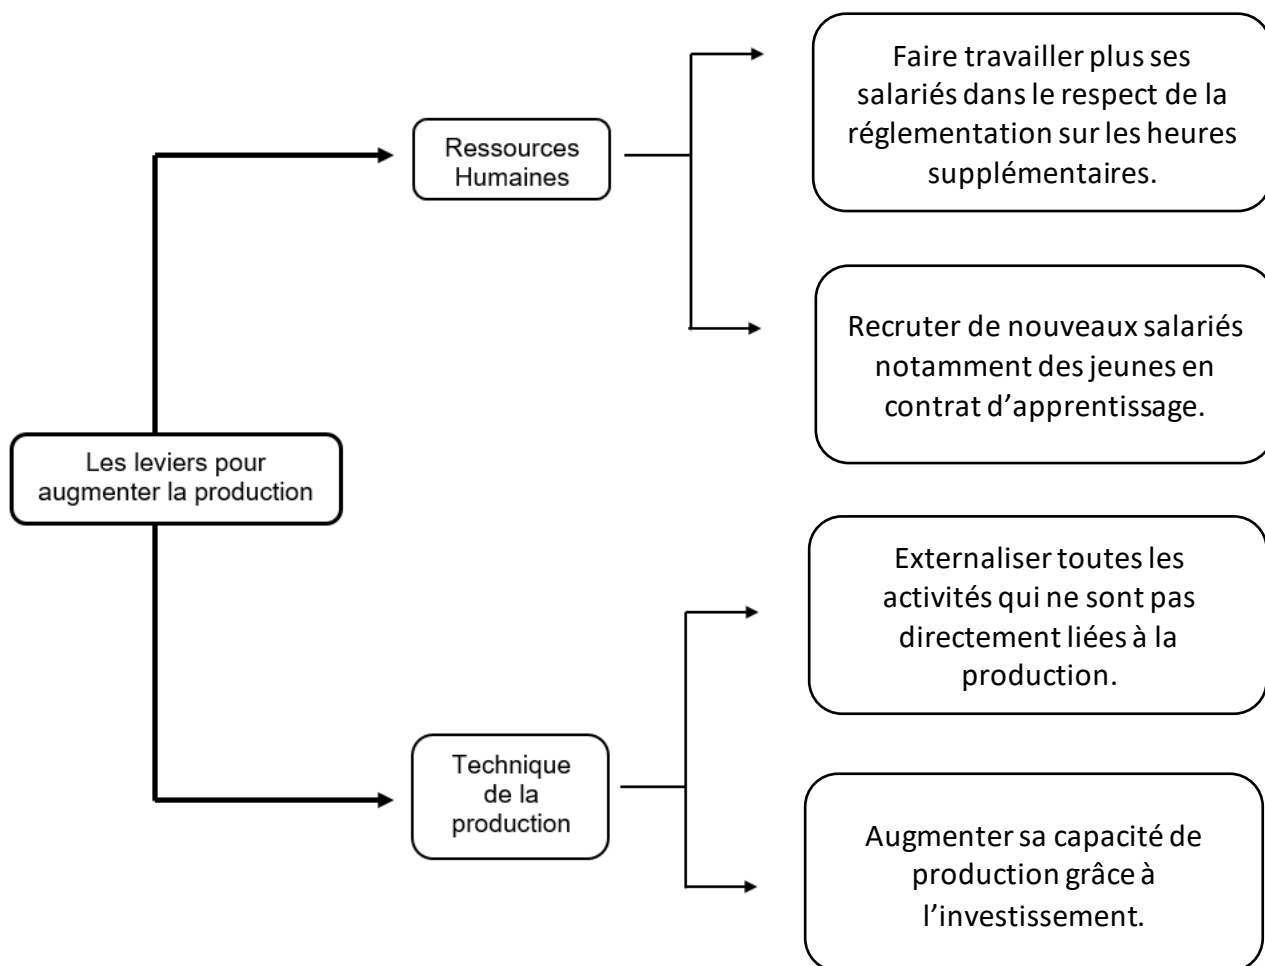 Faire travailler plus ses
salariés dans le respect de la
réglementation sur les heures
supplémentaires.
Ressources
Humaines
Recruter de nouveaux salariés
notamment des jeunes en
contrat d’apprentissage.
Les leviers pour
augmenter la production
Externaliser toutes les
activités qui ne sont pas
directement liées à la
production.
Technique
de la
production
Augmenter sa capacité de
production grâce à
l’investissement.